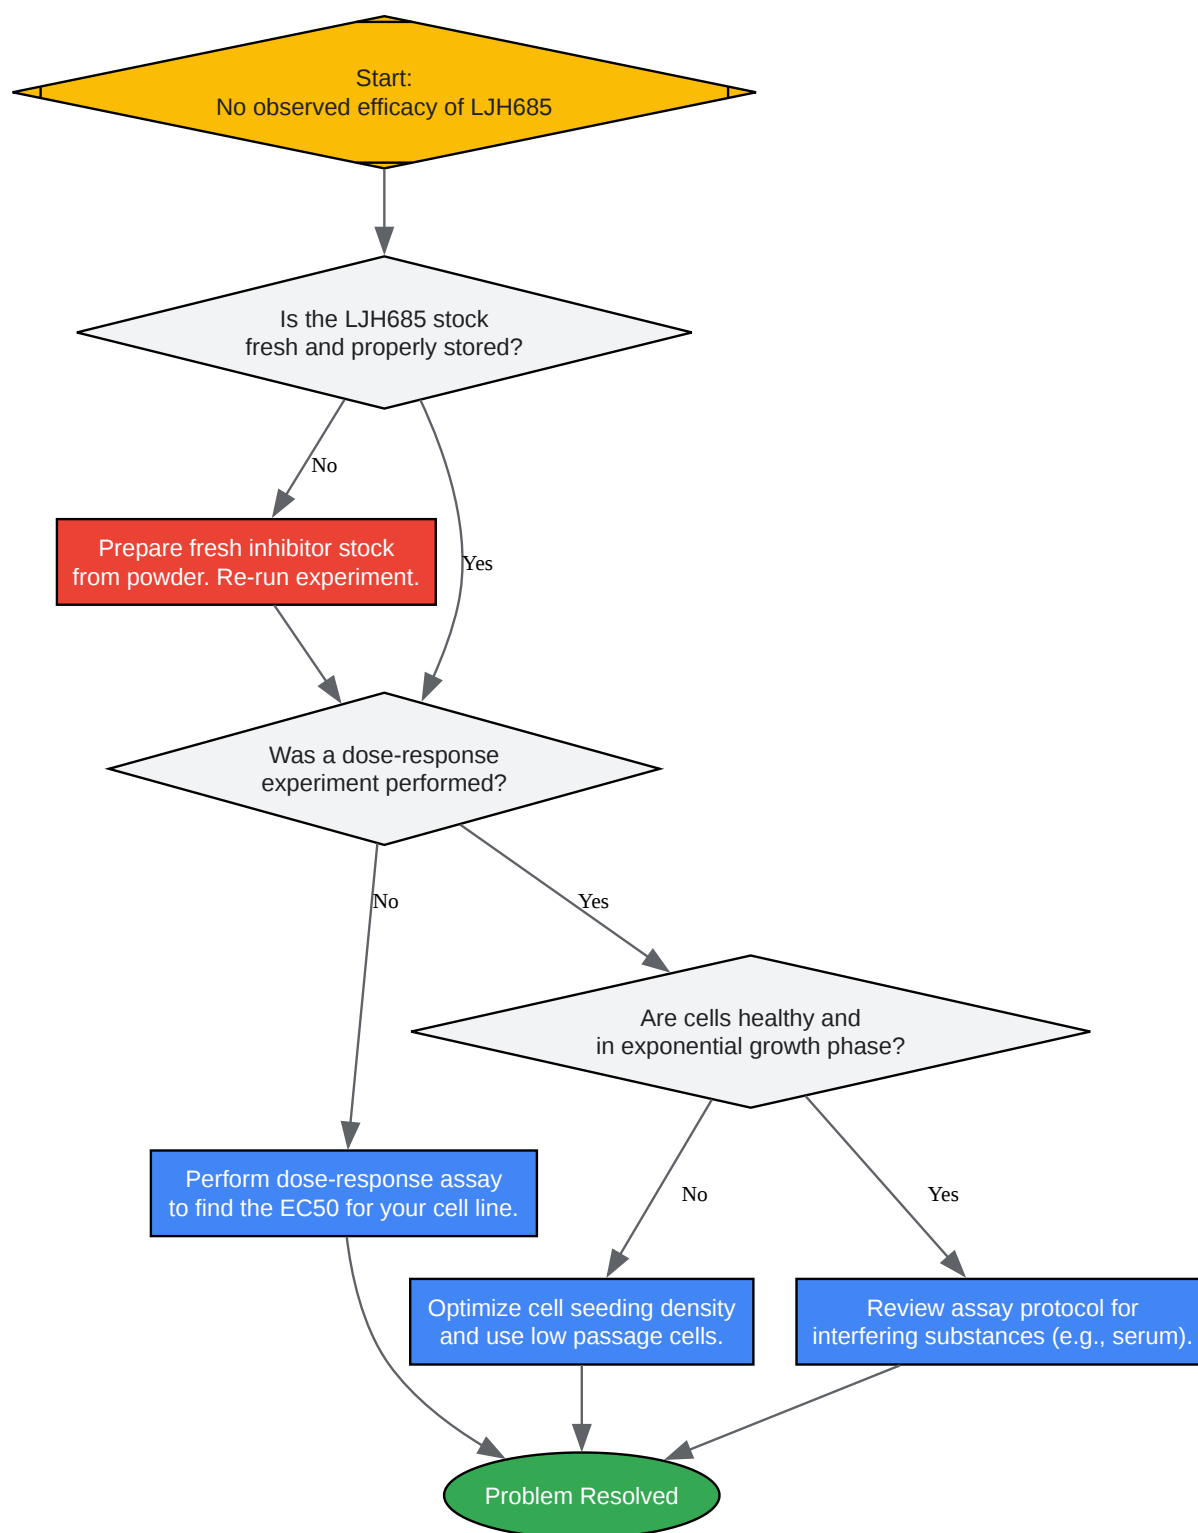 Start:
No observed efficacy of LJH685
Is the LJH685 stock
fresh and properly stored?
No
Yes
Prepare fresh inhibitor stock
from powder. Re-run experiment.
Was a dose-response
experiment performed?
No
Yes
Are cells healthy and
in exponential growth phase?
No
Yes
Perform dose-response assay
to find the EC50 for your cell line.
Optimize cell seeding density
and use low passage cells.
Review assay protocol for
interfering substances (e.g., serum).
Problem Resolved